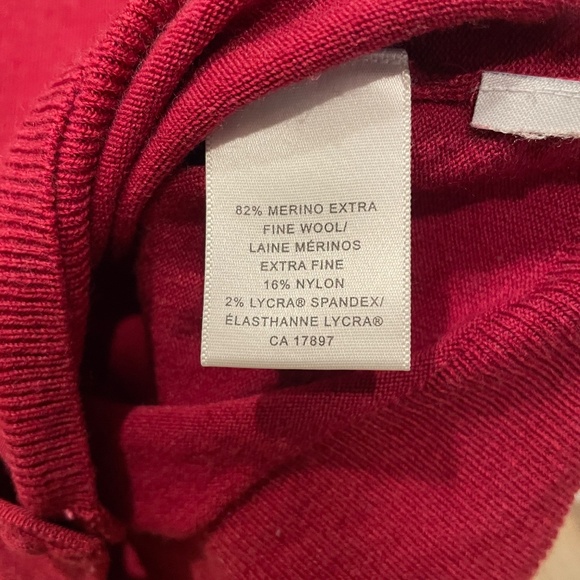 82% MERINO EXTRA
FINE WOOL/
LAINE MÉRINOS
EXTRA FINE
16% NYLON
2% LYCRA® SPANDEX/
ÉLASTHANNE LYCRA®
CA 17897